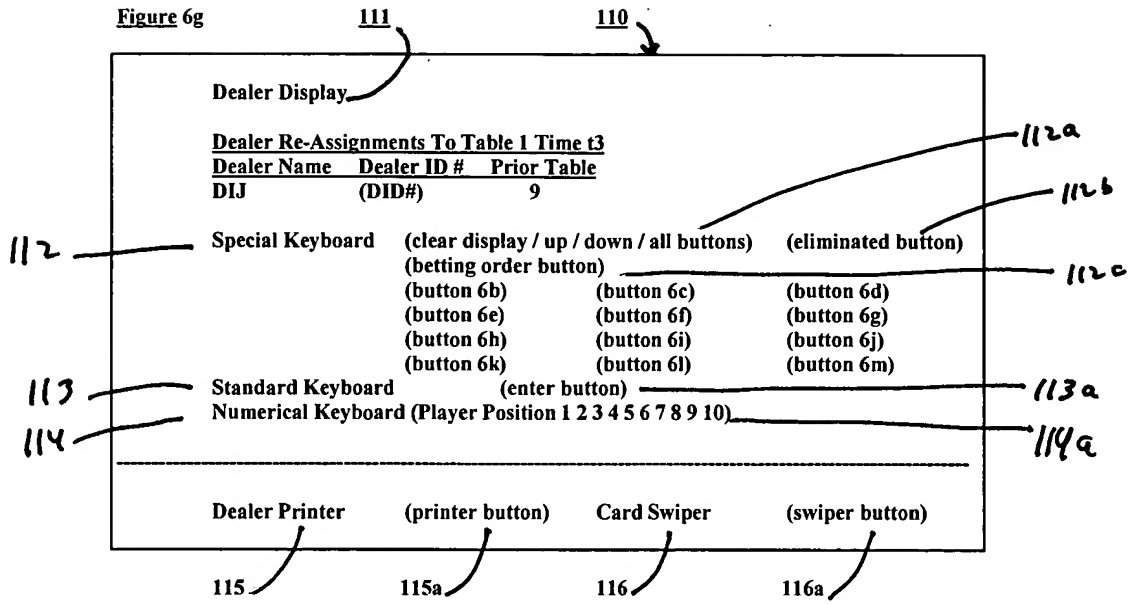 Figure 6g 111 110
Dealer Display
Dealer Re-Assignments To Table 1 Time t3
112a
Dealer Name Dealer ID # Prior Table
DIJ (DID#) 9
112b
112 Special Keyboard (clear display / up / down / all buttons) (eliminated button)
(betting order button) 112c
(button 6b) (button 6c) (button 6d)
(button 6e) (button 6f) (button 6g)
(button 6h) (button 6i) (button 6j)
(button 6k) (button 6l) (button 6m)
113 Standard Keyboard (enter button) 113a
114 Numerical Keyboard (Player Position 1 2 3 4 5 6 7 8 9 10) 114a
Dealer Printer (printer button) Card Swiper (swiper button)
115 115a 116 116a